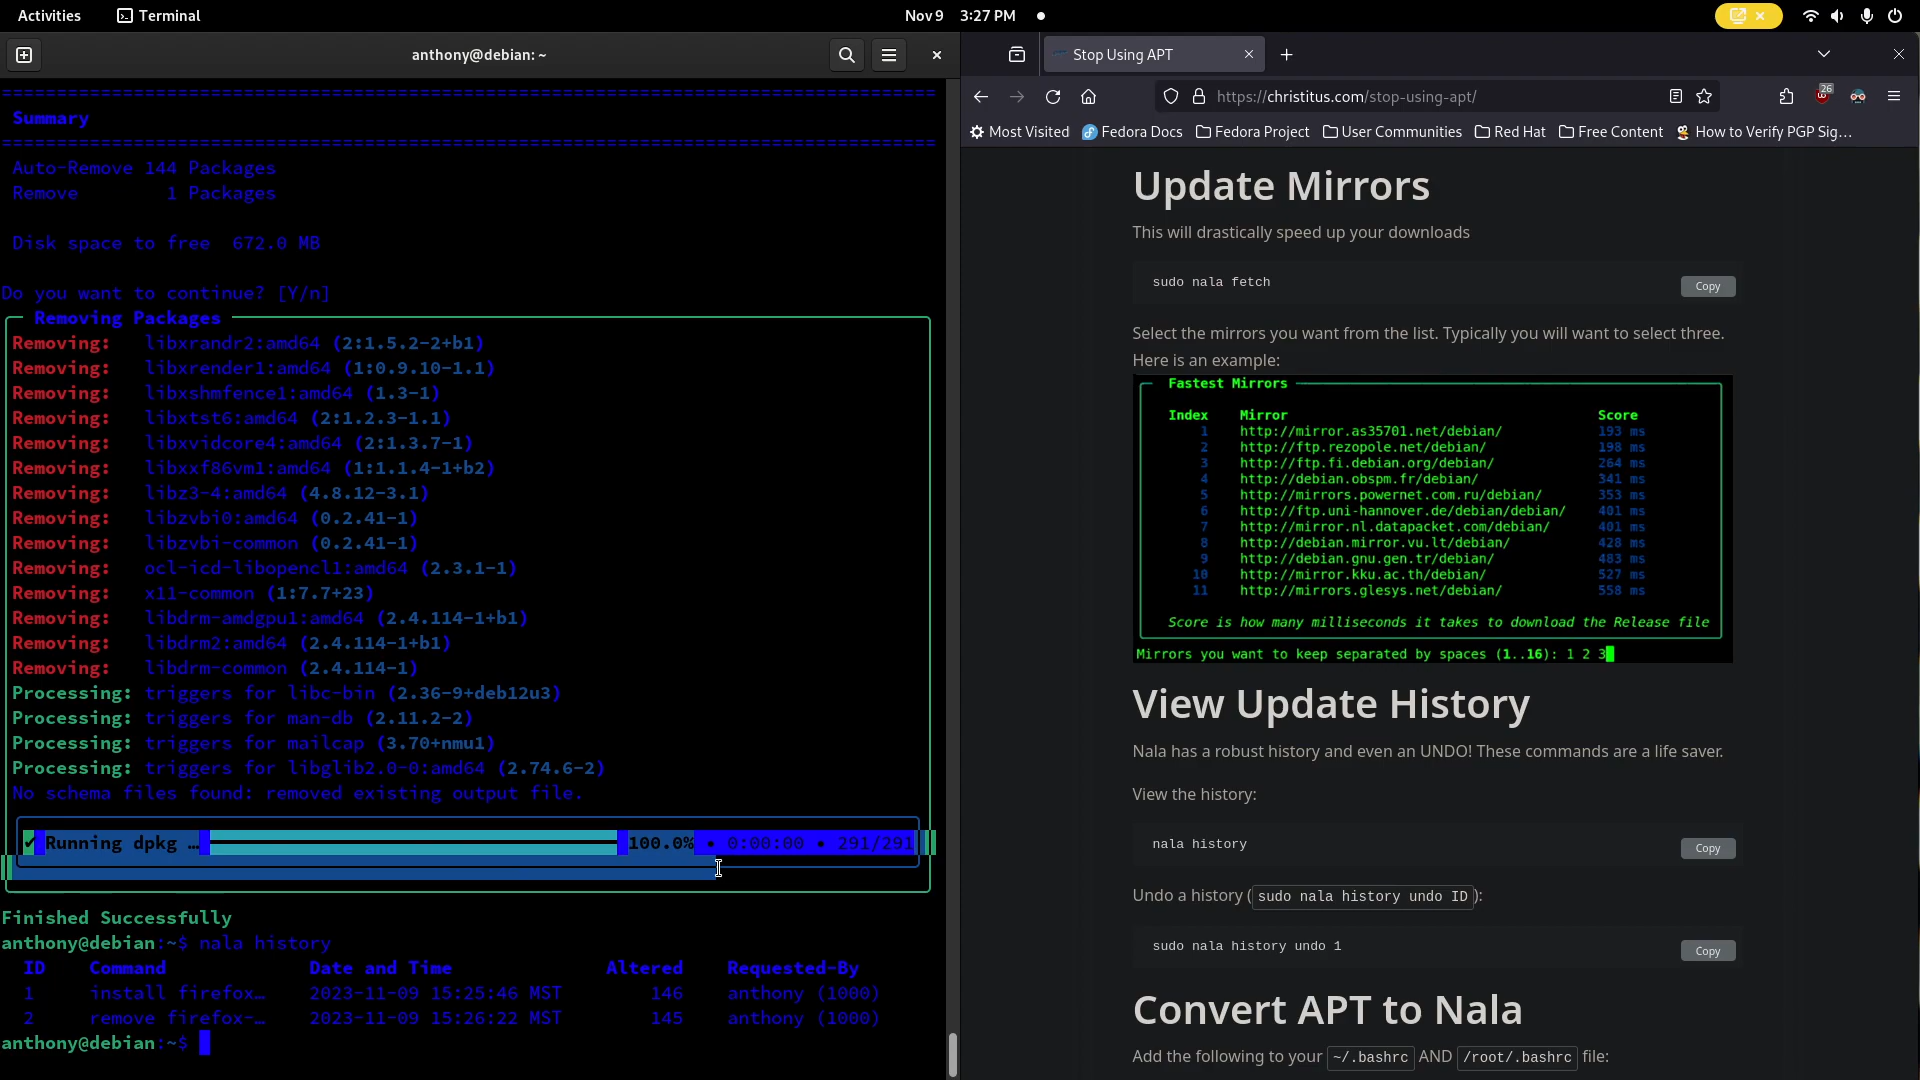 Activities
Terminal
Nov 9 3:27 PM
anthony@debian: ~
Summary
Auto-Remove 144 Packages
Remove 1 Packages
Disk space to free 672.0 MB
Do you want to continue? [Y/n]
Removing Packages
Removing: libxrandr2:amd64 (2:1.5.2-2+b1)
Removing: libxrender1:amd64 (1:0.9.10-1.1)
Removing: libxshmfence1:amd64 (1.3-1)
Removing: libxtst6:amd64 (2:1.2.3-1.1)
Removing: libxvidcore4:amd64 (2:1.3.7-1)
Removing: libxxf86vm1:amd64 (1:1.1.4-1+b2)
Removing: libz3-4:amd64 (4.8.12-3.1)
Removing: libzvbi0:amd64 (0.2.41-1)
Removing: libzvbi-common (0.2.41-1)
Removing: ocl-icd-libopencl1:amd64 (2.3.1-1)
Removing: x11-common (1:7.7+23)
Removing: libdrm-amdgpu1:amd64 (2.4.114-1+b1)
Removing: libdrm2:amd64 (2.4.114-1+b1)
Removing: libdrm-common (2.4.114-1)
Processing: triggers for libc-bin (2.36-9+deb12u3)
Processing: triggers for man-db (2.11.2-2)
Processing: triggers for mailcap (3.70+nmu1)
Processing: triggers for libglib2.0-0:amd64 (2.74.6-2)
No schema files found: removed existing output file.
✔ Running dpkg … 100.0% • 0:00:00 • 291/291
Finished Successfully
anthony@debian:~$ nala history
ID Command Date and Time Altered Requested-By
1 install firefox… 2023-11-09 15:25:46 MST 146 anthony (1000)
2 remove firefox-… 2023-11-09 15:26:22 MST 145 anthony (1000)
anthony@debian:~$
Stop Using APT
https://christitus.com/stop-using-apt/
26
Most Visited
Fedora Docs
Fedora Project
User Communities
Red Hat
Free Content
How to Verify PGP Sig…
Update Mirrors
This will drastically speed up your downloads
sudo nala fetch
Copy
Select the mirrors you want from the list. Typically you will want to select three.
Here is an example:
Fastest Mirrors
Index Mirror Score
1 http://mirror.as35701.net/debian/ 193 ms
2 http://ftp.rezopole.net/debian/ 198 ms
3 http://ftp.fi.debian.org/debian/ 264 ms
4 http://debian.obspm.fr/debian/ 341 ms
5 http://mirrors.powernet.com.ru/debian/ 353 ms
6 http://ftp.uni-hannover.de/debian/debian/ 401 ms
7 http://mirror.nl.datapacket.com/debian/ 401 ms
8 http://debian.mirror.vu.lt/debian/ 428 ms
9 http://debian.gnu.gen.tr/debian/ 483 ms
10 http://mirror.kku.ac.th/debian/ 527 ms
11 http://mirrors.glesys.net/debian/ 558 ms
Score is how many milliseconds it takes to download the Release file
Mirrors you want to keep separated by spaces (1..16): 1 2 3
View Update History
Nala has a robust history and even an UNDO! These commands are a life saver.
View the history:
nala history
Copy
Undo a history (sudo nala history undo ID):
sudo nala history undo 1
Copy
Convert APT to Nala
Add the following to your ~/.bashrc AND /root/.bashrc file: